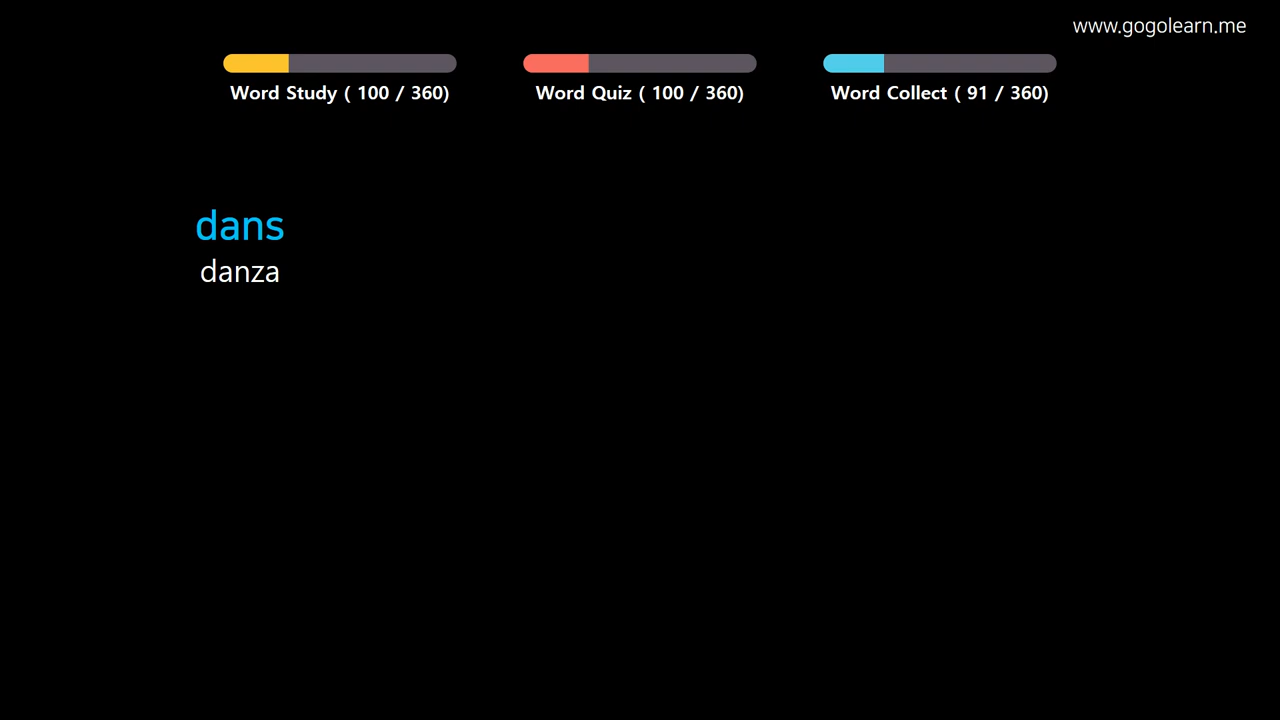 www.gogolearn.me
Word Study ( 100 / 360)
Word Quiz ( 100 / 360)
Word Collect ( 91 / 360)
dans
danza